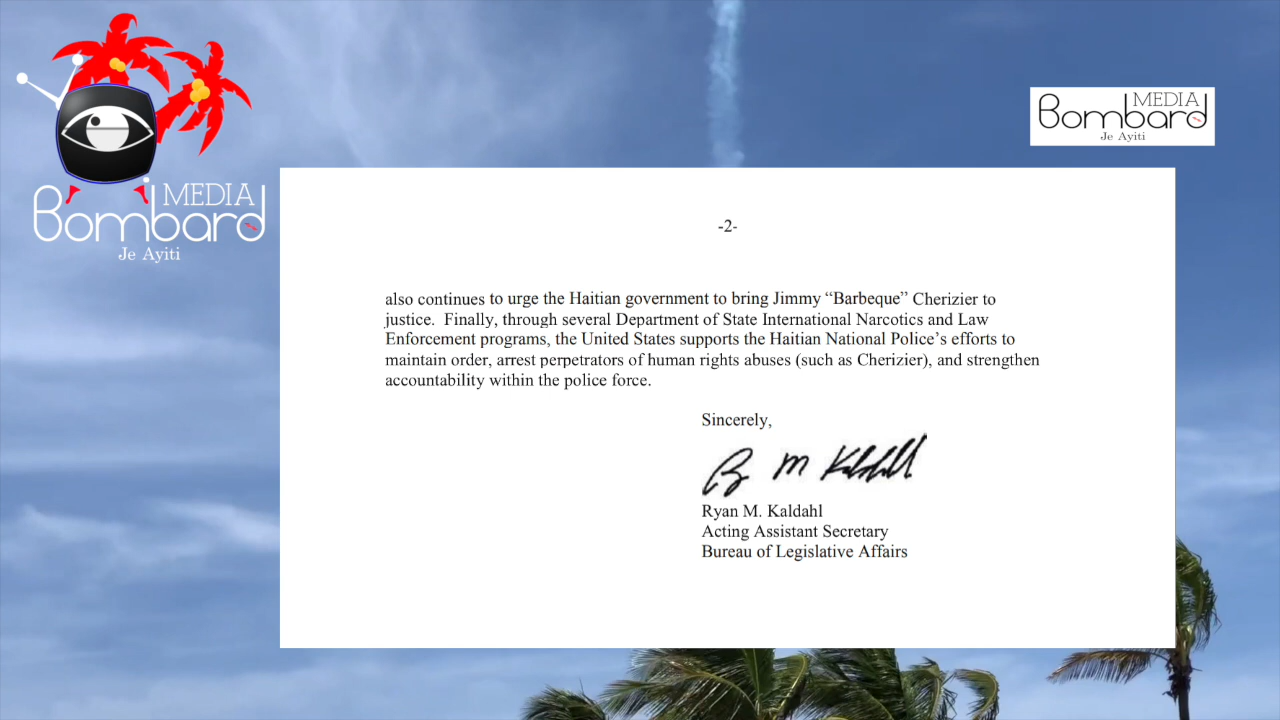 MEDIA
Bombard
Je Ayiti
MEDIA
Bombard
Je Ayiti
-2-
also continues to urge the Haitian government to bring Jimmy “Barbeque” Cherizier to
justice. Finally, through several Department of State International Narcotics and Law
Enforcement programs, the United States supports the Haitian National Police’s efforts to
maintain order, arrest perpetrators of human rights abuses (such as Cherizier), and strengthen
accountability within the police force.
Sincerely,
Ryan M. Kaldahl
Acting Assistant Secretary
Bureau of Legislative Affairs